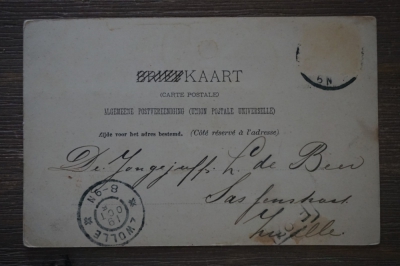 KAART
(CARTE POSTALE)
ALGEMEENE POSTVEREENIGING (UNION POSTALE UNIVERSELLE)
Zijde voor het adres bestemd. (Côté réservé à l'adresse)
De Jongejuffr. L. de Beer
Sassenstraat
Zwolle.
ZWOLLE
8-9N